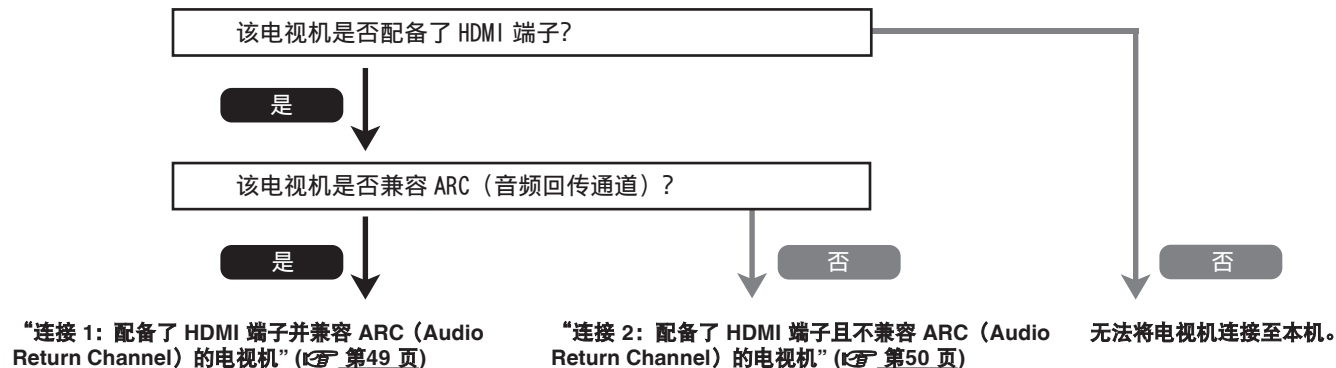 该电视机是否配备了 HDMI 端子?
是
该电视机是否兼容 ARC（音频回传通道）?
是
否
否
“连接 1: 配备了 HDMI 端子并兼容 ARC（Audio
Return Channel）的电视机” (☞ 第49 页)
“连接 2: 配备了 HDMI 端子且不兼容 ARC（Audio
Return Channel）的电视机” (☞ 第50 页)
无法将电视机连接至本机。